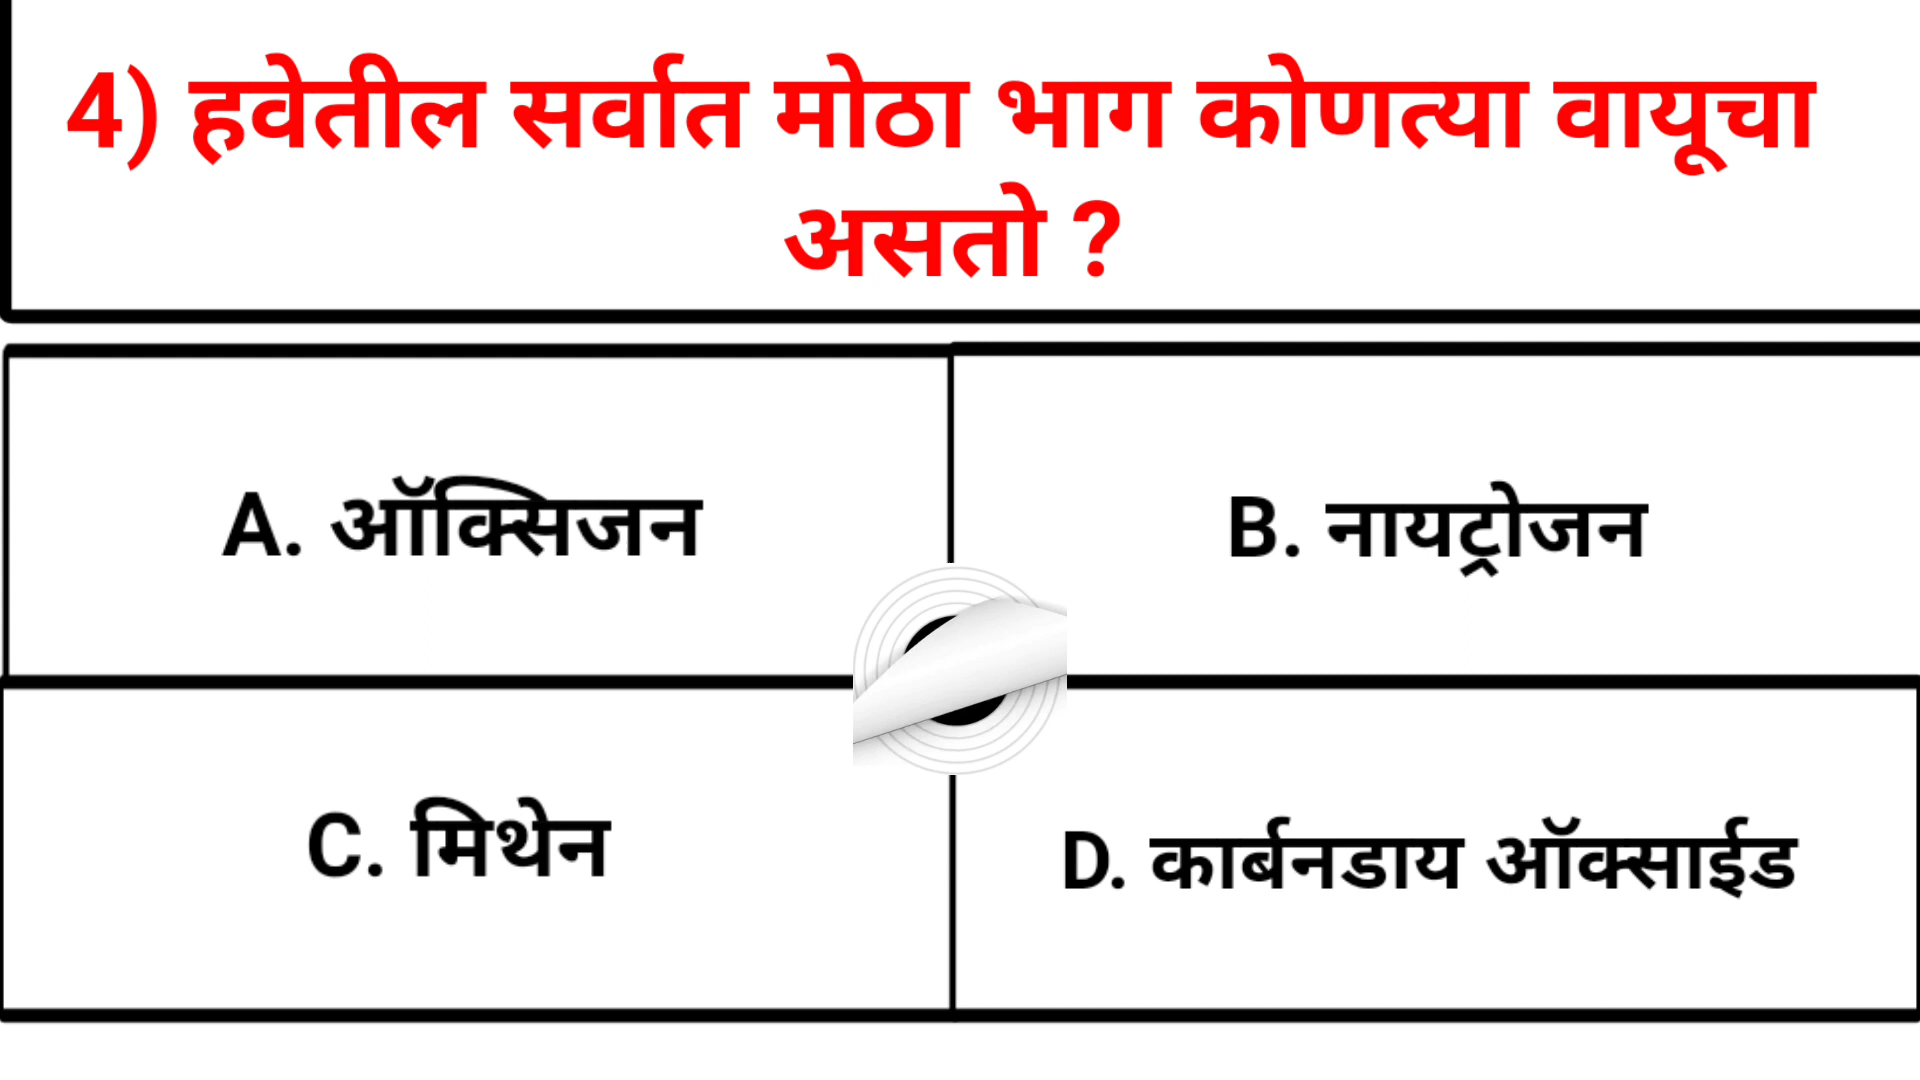 4) हवेतील सर्वात मोठा भाग कोणत्या वायूचा
असतो ?
A. ऑक्सिजन
B. नायट्रोजन
C. मिथेन
D. कार्बनडाय ऑक्साईड